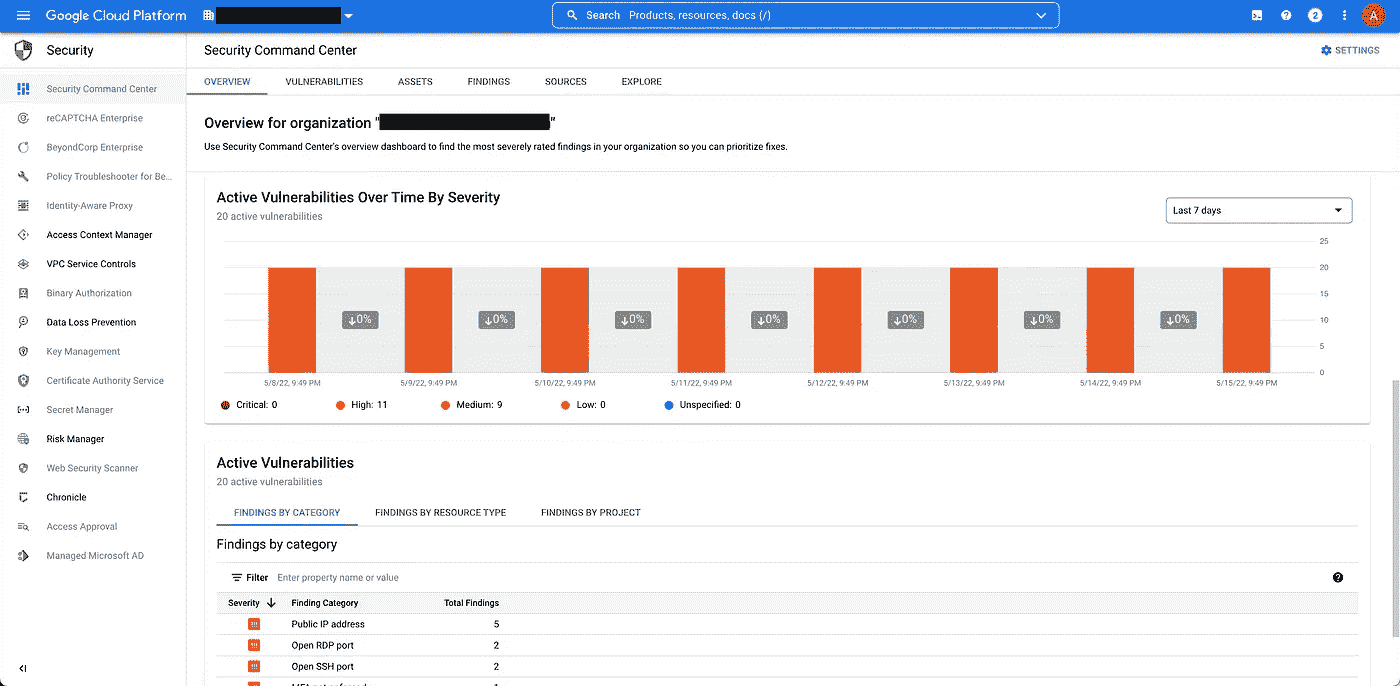 Google Cloud Platform
Search Products, resources, docs (/)
2
A
Security
Security Command Center
SETTINGS
Security Command Center
reCAPTCHA Enterprise
BeyondCorp Enterprise
Policy Troubleshooter for Be...
Identity-Aware Proxy
Access Context Manager
VPC Service Controls
Binary Authorization
Data Loss Prevention
Key Management
Certificate Authority Service
Secret Manager
Risk Manager
Web Security Scanner
Chronicle
Access Approval
Managed Microsoft AD
OVERVIEW VULNERABILITIES ASSETS FINDINGS SOURCES EXPLORE
Overview for organization " "
Use Security Command Center's overview dashboard to find the most severely rated findings in your organization so you can prioritize fixes.
Active Vulnerabilities Over Time By Severity
20 active vulnerabilities
Last 7 days
25
20
15
10
5
0
↓0% ↓0% ↓0% ↓0% ↓0% ↓0% ↓0%
5/8/22, 9:49 PM 5/9/22, 9:49 PM 5/10/22, 9:49 PM 5/11/22, 9:49 PM 5/12/22, 9:49 PM 5/13/22, 9:49 PM 5/14/22, 9:49 PM 5/15/22, 9:49 PM
Critical: 0 High: 11 Medium: 9 Low: 0 Unspecified: 0
Active Vulnerabilities
20 active vulnerabilities
FINDINGS BY CATEGORY FINDINGS BY RESOURCE TYPE FINDINGS BY PROJECT
Findings by category
Filter Enter property name or value
Severity Finding Category Total Findings
Public IP address 5
Open RDP port 2
Open SSH port 2